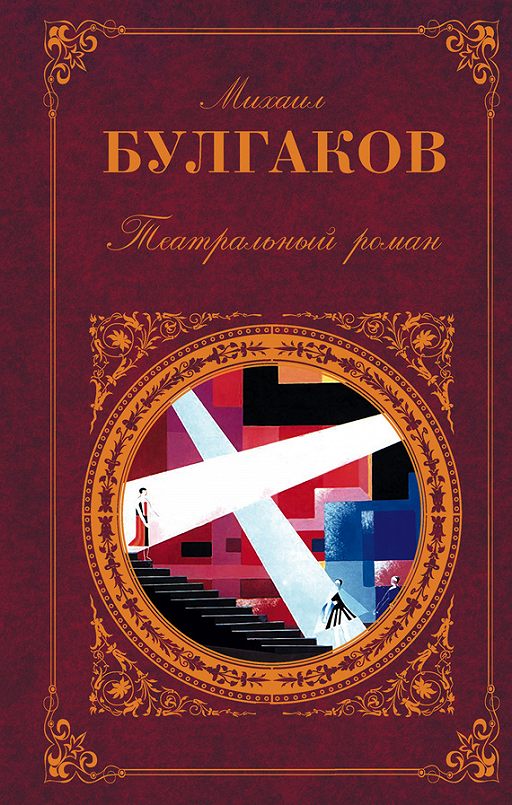 Михаил
БУЛГАКОВ
Театральный роман